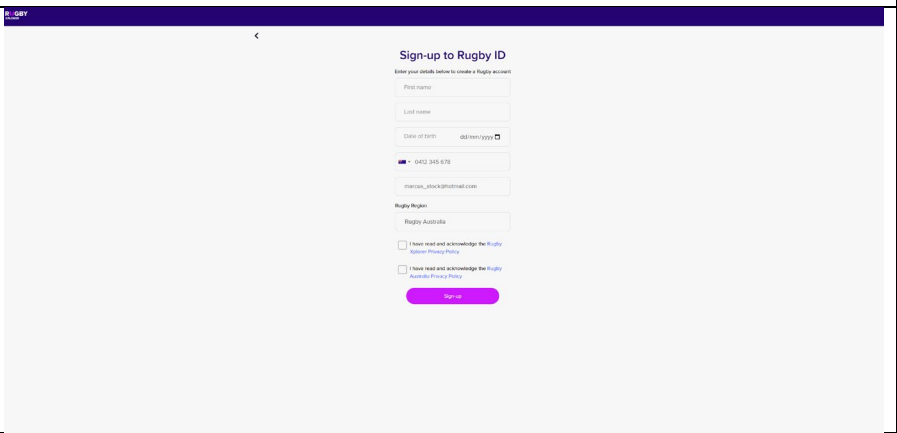 RUGBY
XPLORER
Sign-up to Rugby ID
Enter your details below to create a Rugby account
First name
Last name
Date of birth dd/mm/yyyy
0412 345 678
marcus_stock@hotmail.com
Rugby Region
Rugby Australia
I have read and acknowledge the Rugby
Xplorer Privacy Policy
I have read and acknowledge the Rugby
Australia Privacy Policy
Sign-up